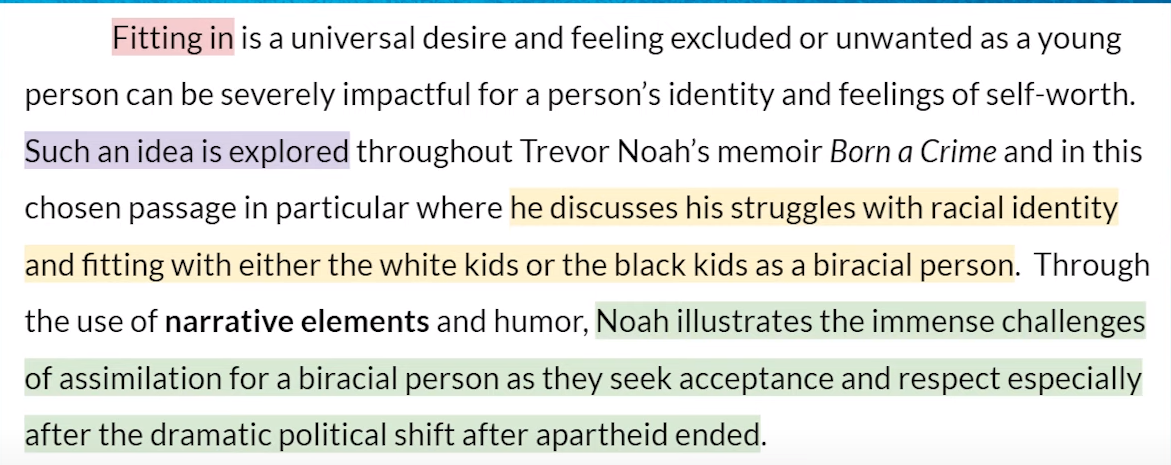 Fitting in is a universal desire and feeling excluded or unwanted as a young
person can be severely impactful for a person's identity and feelings of self-worth.
Such an idea is explored throughout Trevor Noah's memoir Born a Crime and in this
chosen passage in particular where he discusses his struggles with racial identity
and fitting with either the white kids or the black kids as a biracial person.  Through
the use of narrative elements and humor, Noah illustrates the immense challenges
of assimilation for a biracial person as they seek acceptance and respect especially
after the dramatic political shift after apartheid ended.